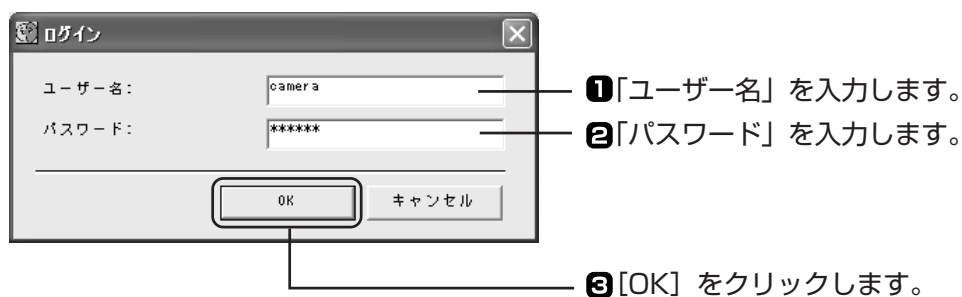 ログイン
ユーザー名:
camera
❶「ユーザー名」を入力します。
パスワード:
******
❷「パスワード」を入力します。
OK
キャンセル
❸[OK]をクリックします。